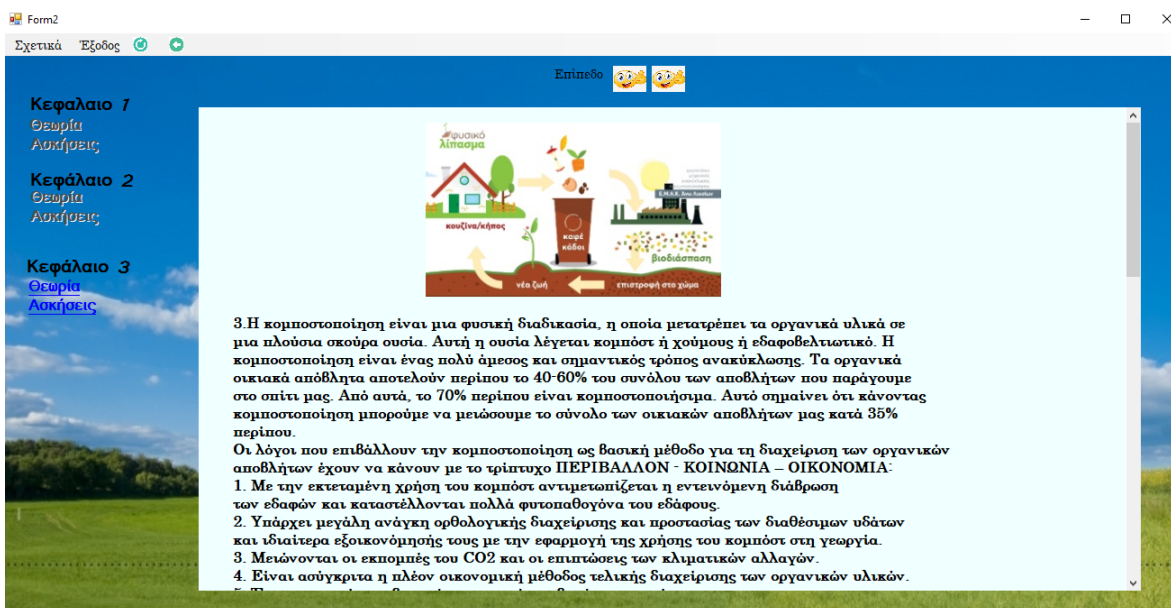 Form2
Σχετικά Έξοδος
Επίπεδο
Κεφαλαιο 1
Θεωρία
Ασκήσεις
Κεφάλαιο 2
Θεωρία
Ασκήσεις
Κεφάλαιο 3
Θεωρία
Ασκήσεις
φυσικό
λίπασμα
Ε.Μ.Α.Κ. Άνω Λιοσίων
κουζίνα/κήπος
καφέ
κάδοι
βιοδιάσπαση
νέα ζωή
επιστροφή στο χώμα
3.Η κομποστοποίηση είναι μια φυσική διαδικασία, η οποία μετατρέπει τα οργανικά υλικά σε
μια πλούσια σκούρα ουσία. Αυτή η ουσία λέγεται κομπόστ ή χούμους ή εδαφοβελτιωτικό. Η
κομποστοποίηση είναι ένας πολύ άμεσος και σημαντικός τρόπος ανακύκλωσης. Τα οργανικά
οικιακά απόβλητα αποτελούν περίπου το 40-60% του συνόλου των αποβλήτων που παράγουμε
στο σπίτι μας. Από αυτά, το 70% περίπου είναι κομποστοποιήσιμα. Αυτό σημαίνει ότι κάνοντας
κομποστοποίηση μπορούμε να μειώσουμε το σύνολο των οικιακών αποβλήτων μας κατά 35%
περίπου.
Οι λόγοι που επιβάλλουν την κομποστοποίηση ως βασική μέθοδο για τη διαχείριση των οργανικών
αποβλήτων έχουν να κάνουν με το τρίπτυχο ΠΕΡΙΒΑΛΛΟΝ - ΚΟΙΝΩΝΙΑ – ΟΙΚΟΝΟΜΙΑ:
1. Με την εκτεταμένη χρήση του κομπόστ αντιμετωπίζεται η εντεινόμενη διάβρωση
των εδαφών και καταστέλλονται πολλά φυτοπαθογόνα του εδάφους.
2. Υπάρχει μεγάλη ανάγκη ορθολογικής διαχείρισης και προστασίας των διαθέσιμων υδάτων
και ιδιαίτερα εξοικονόμησής τους με την εφαρμογή της χρήσης του κομπόστ στη γεωργία.
3. Μειώνονται οι εκπομπές του CO2 και οι επιπτώσεις των κλιματικών αλλαγών.
4. Είναι ασύγκριτα η πλέον οικονομική μέθοδος τελικής διαχείρισης των οργανικών υλικών.